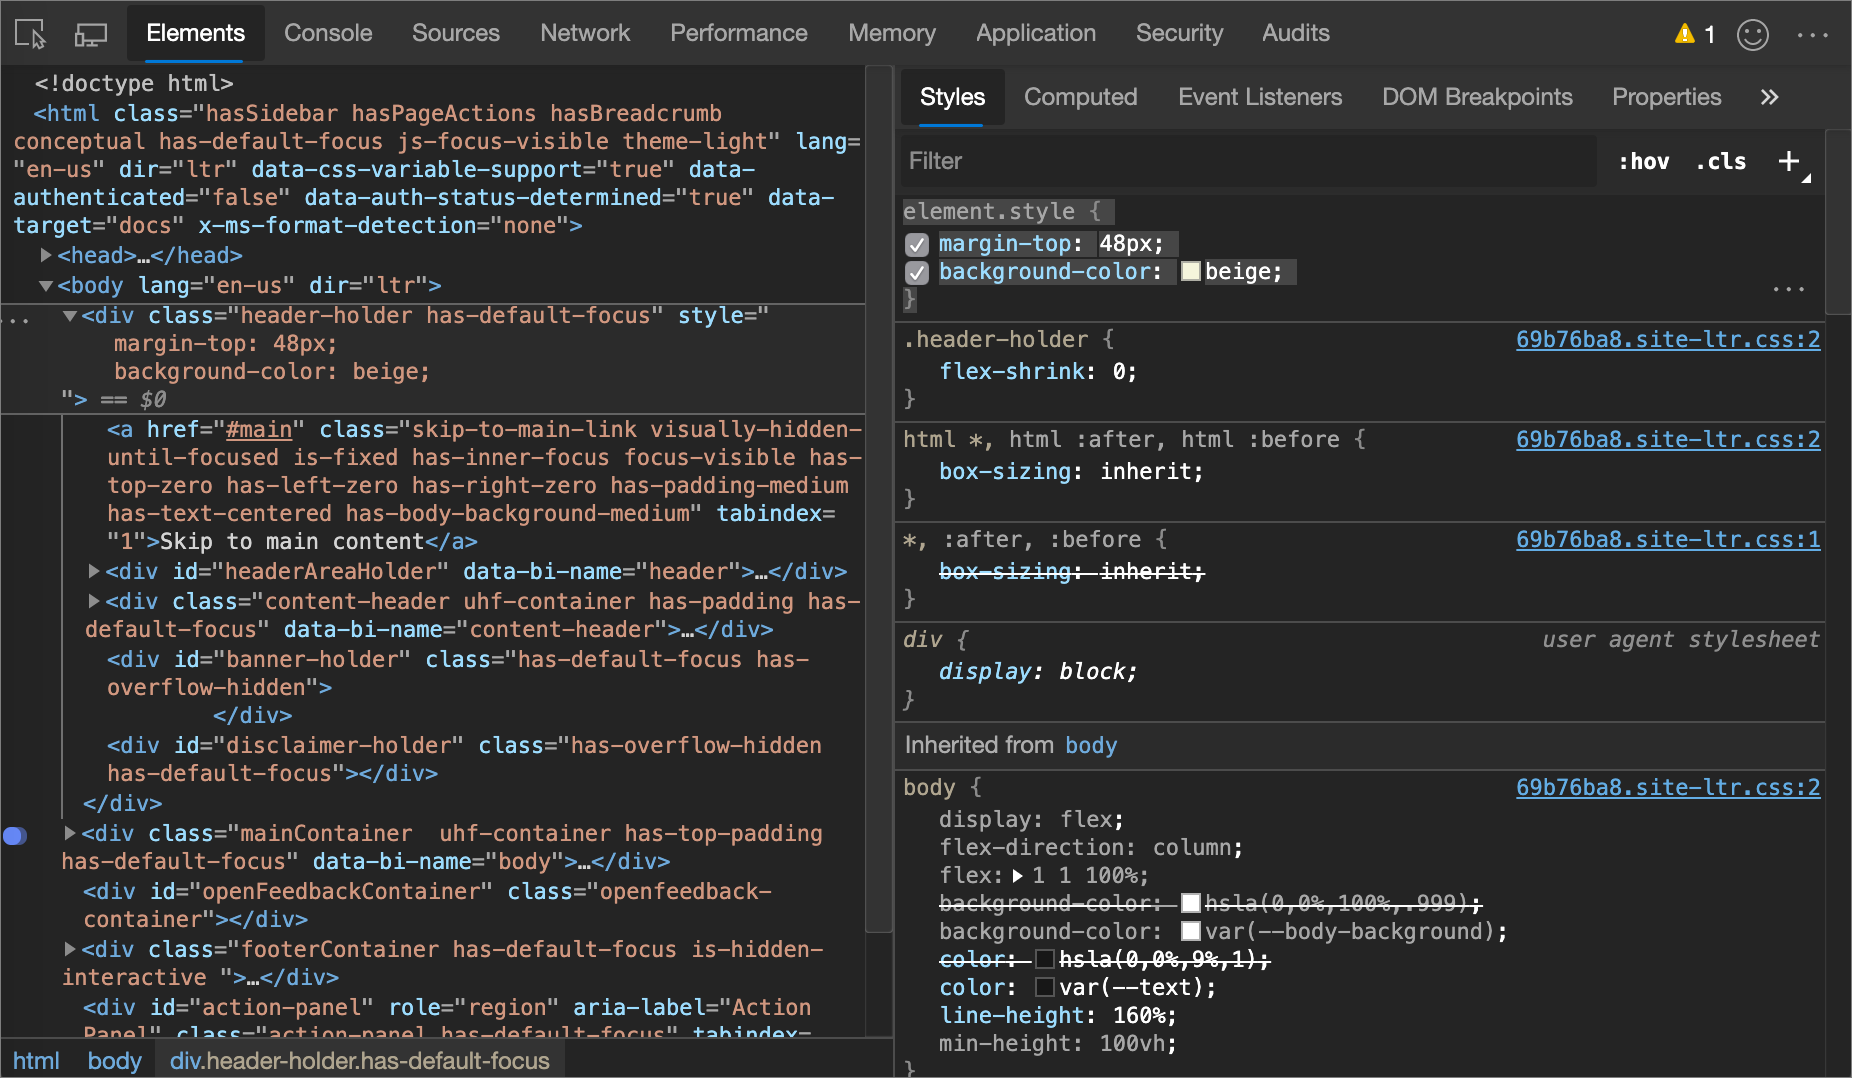 Elements Console Sources Network Performance Memory Application Security Audits 1 ...
<!doctype html>
<html class="hasSidebar hasPageActions hasBreadcrumb
conceptual has-default-focus js-focus-visible theme-light" lang=
"en-us" dir="ltr" data-css-variable-support="true" data-
authenticated="false" data-auth-status-determined="true" data-
target="docs" x-ms-format-detection="none">
<head>…</head>
<body lang="en-us" dir="ltr">
... <div class="header-holder has-default-focus" style="
margin-top: 48px;
background-color: beige;
"> == $0
<a href="#main" class="skip-to-main-link visually-hidden-
until-focused is-fixed has-inner-focus focus-visible has-
top-zero has-left-zero has-right-zero has-padding-medium
has-text-centered has-body-background-medium" tabindex=
"1">Skip to main content</a>
<div id="headerAreaHolder" data-bi-name="header">…</div>
<div class="content-header uhf-container has-padding has-
default-focus" data-bi-name="content-header">…</div>
<div id="banner-holder" class="has-default-focus has-
overflow-hidden">
</div>
<div id="disclaimer-holder" class="has-overflow-hidden
has-default-focus"></div>
</div>
<div class="mainContainer  uhf-container has-top-padding
has-default-focus" data-bi-name="body">…</div>
<div id="openFeedbackContainer" class="openfeedback-
container"></div>
<div class="footerContainer has-default-focus is-hidden-
interactive ">…</div>
<div id="action-panel" role="region" aria-label="Action
Panel" class="action-panel has-default-focus" tabindex=
html body div.header-holder.has-default-focus
Styles Computed Event Listeners DOM Breakpoints Properties »
Filter :hov .cls +
element.style {
margin-top: 48px;
background-color: beige;
...
}
.header-holder { 69b76ba8.site-ltr.css:2
flex-shrink: 0;
}
html *, html :after, html :before { 69b76ba8.site-ltr.css:2
box-sizing: inherit;
}
*, :after, :before { 69b76ba8.site-ltr.css:1
box-sizing: inherit;
}
div { user agent stylesheet
display: block;
}
Inherited from body
body { 69b76ba8.site-ltr.css:2
display: flex;
flex-direction: column;
flex: 1 1 100%;
background-color: hsla(0,0%,100%,.999);
background-color: var(--body-background);
color: hsla(0,0%,9%,1);
color: var(--text);
line-height: 160%;
min-height: 100vh;
}